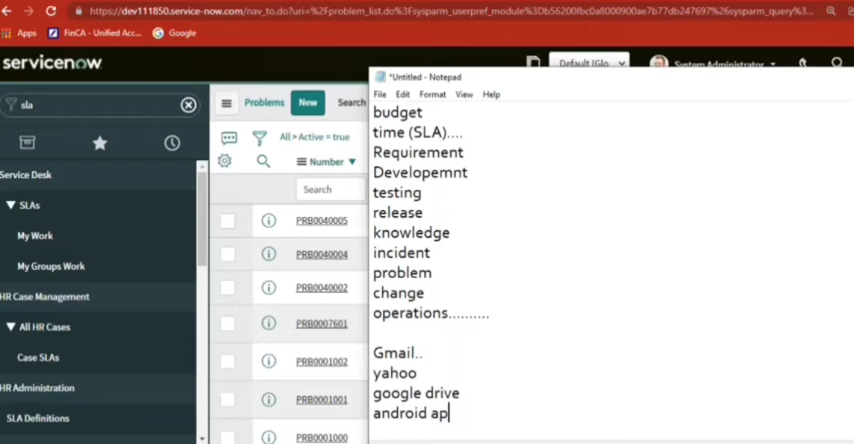 https://dev111850.service-now.com/nav_to.do?uri=%2Fproblem_list.do%3Fsysparm_userpref_module%3Db56200fbc0a8000900ae7b77db247697%26sysparm_query%3...
Apps FinCA - Unified Acc... Google
servicenow
Default [Glo
System Administrator
sla
Service Desk
SLAs
My Work
My Groups Work
HR Case Management
All HR Cases
Case SLAs
HR Administration
SLA Definitions
Problems New Search
All > Active = true
Number
Search
PRB0040005
PRB0040004
PRB0040002
PRB0007601
PRB0001002
PRB0001001
PRB0001000
*Untitled - Notepad
File Edit Format View Help
budget
time (SLA)....
Requirement
Developemnt
testing
release
knowledge
incident
problem
change
operations..........
Gmail..
yahoo
google drive
android ap